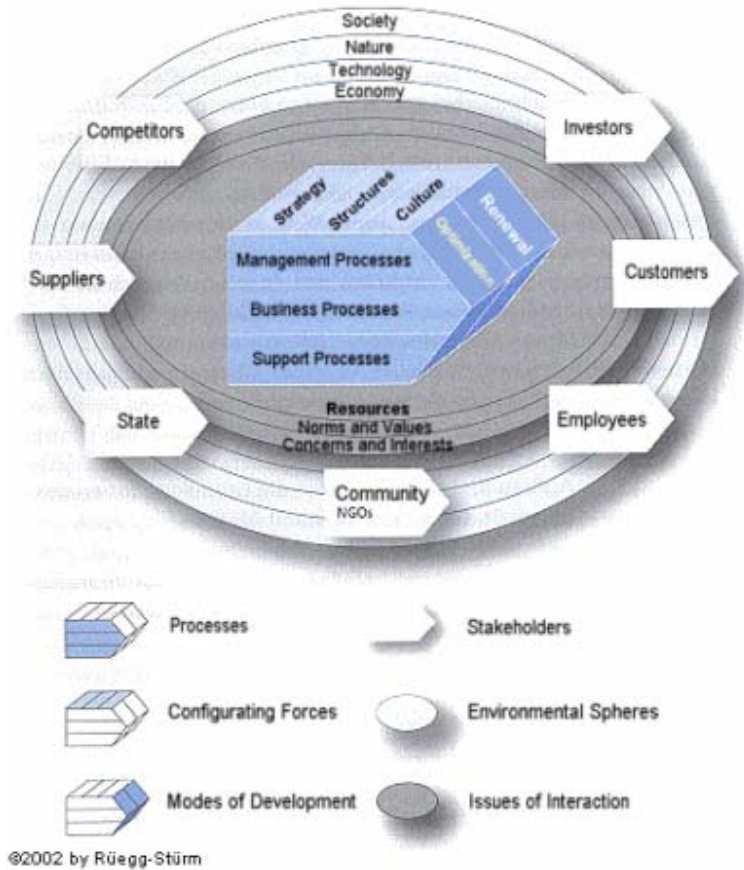 Society
Nature
Technology
Economy
Competitors
Investors
Strategy
Structures
Culture
Renewal
Optimization
Management Processes
Business Processes
Support Processes
Suppliers
Customers
State
Employees
Resources
Norms and Values
Concerns and Interests
Community
NGOs
Processes
Stakeholders
Configurating Forces
Environmental Spheres
Modes of Development
Issues of Interaction
©2002 by Rüegg-Stürm